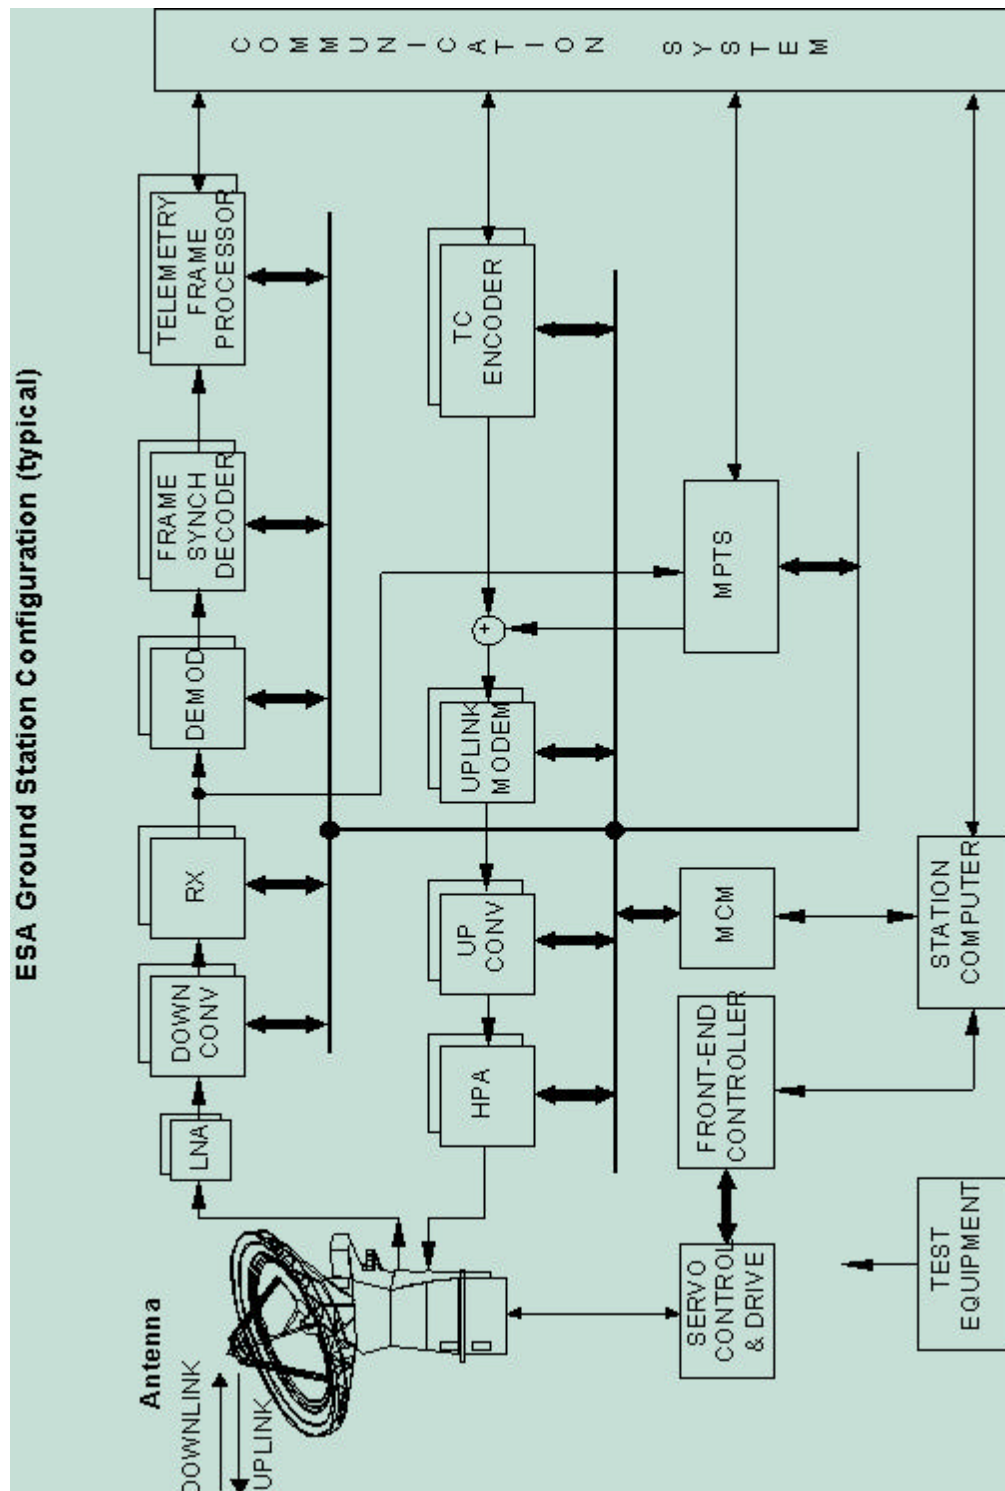 ESA Ground Station Configuration (typical)
COMMUNICATION SYSTEM
TELEMETRY
FRAME
PROCESSOR
FRAME
SYNCH
DECODER
DEMOD
RX
DOWN
CONV
LNA
TC
ENCODER
+
UPLINK
MODEM
UP
CONV
HPA
MPTS
MCM
FRONT-END
CONTROLLER
SERVO
CONTROL
& DRIVE
STATION
COMPUTER
TEST
EQUIPMENT
Antenna
DOWNLINK
UPLINK